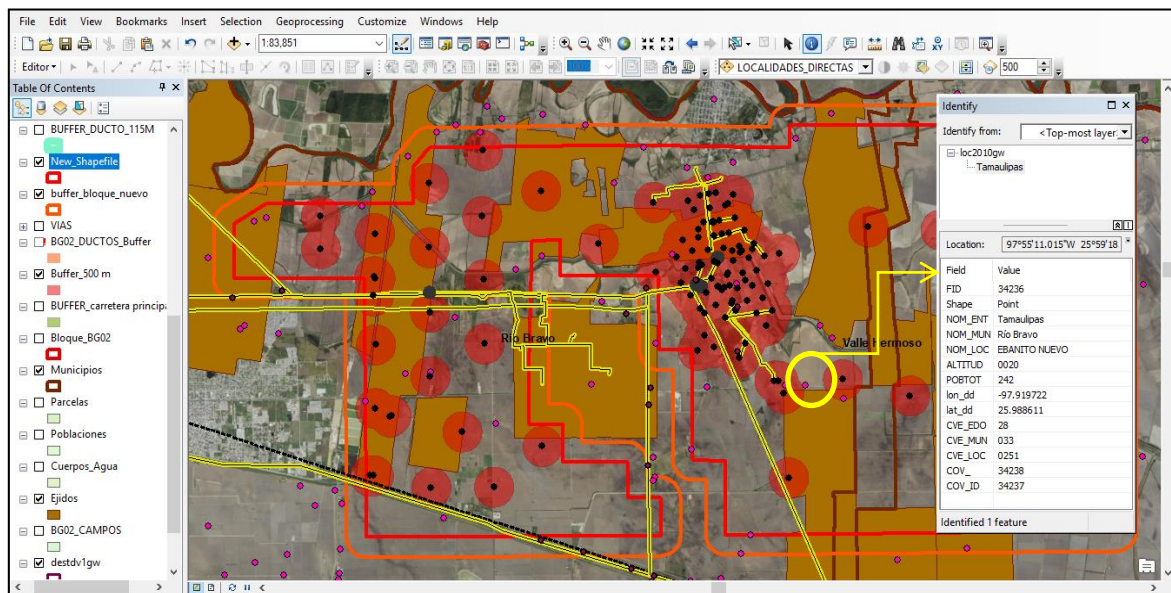 File Edit View Bookmarks Insert Selection Geoprocessing Customize Windows Help
1:83,851
Editor LOCALIDADES_DIRECTAS 500
Table Of Contents
BUFFER_DUCTO_115M
New_Shapefile
buffer_bloque_nuevo
VIAS
BG02_DUCTOS_Buffer
Buffer_500 m
BUFFER_carretera principa
Bloque_BG02
Municipios
Parcelas
Poblaciones
Cuerpos_Agua
Ejidos
BG02_CAMPOS
destdv1gw
Río Bravo
Valle Hermoso
Identify
Identify from: <Top-most layer>
loc2010gw
Tamaulipas
Location: 97°55'11.015"W 25°59'18
Field Value
FID 34236
Shape Point
NOM_ENT Tamaulipas
NOM_MUN Río Bravo
NOM_LOC EBANITO NUEVO
ALTITUD 0020
POBTOT 242
lon_dd -97.919722
lat_dd 25.988611
CVE_EDO 28
CVE_MUN 033
CVE_LOC 0251
COV_ 34238
COV_ID 34237
Identified 1 feature